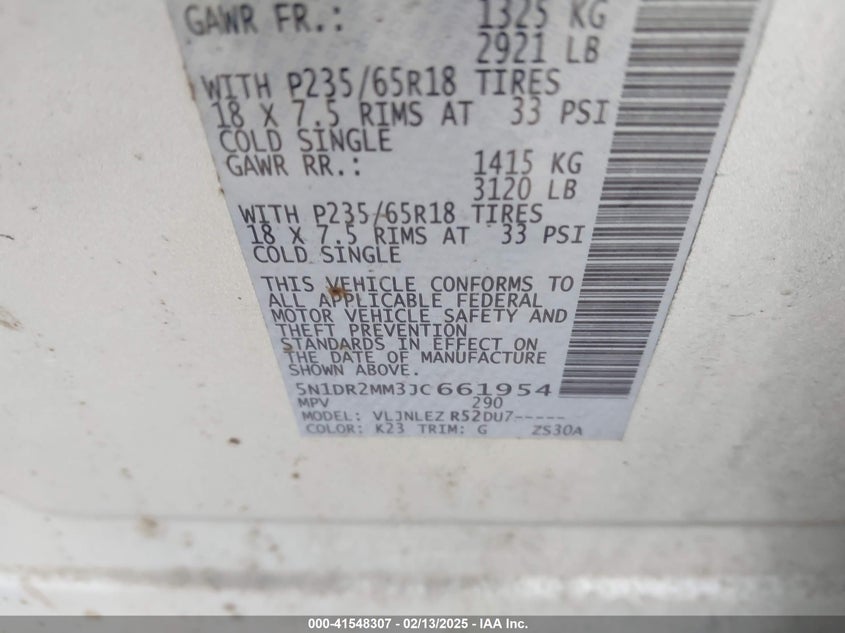 GAWR FR.: 1325 KG
2921 LB
WITH P235/65R18 TIRES
18 X 7.5 RIMS AT 33 PSI
COLD SINGLE
GAWR RR.: 1415 KG
3120 LB
WITH P235/65R18 TIRES
18 X 7.5 RIMS AT 33 PSI
COLD SINGLE
THIS VEHICLE CONFORMS TO
ALL APPLICABLE FEDERAL
MOTOR VEHICLE SAFETY AND
THEFT PREVENTION
STANDARDS IN EFFECT ON
THE DATE OF MANUFACTURE
SHOWN ABOVE.
5N1DR2MM3JC661954
MPV 290
MODEL: VLJNLEZ R52DU7-----
COLOR: K23 TRIM: G ZS30A
000-41548307 - 02/13/2025 - IAA Inc.